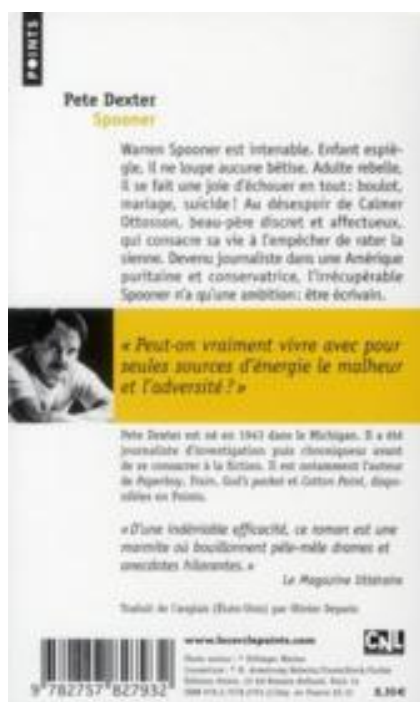 POINTS
Pete Dexter
Spooner
Warren Spooner est intenable. Enfant espiè-
gle, il ne loupe aucune bêtise. Adulte rebelle,
il se fait une joie d'échouer en tout : boulot,
mariage, suicide ! Au désespoir de Calmer
Ottosson, beau-père discret et affectueux,
qui consacre sa vie à l'empêcher de rater la
sienne. Devenu journaliste dans une Amérique
puritaine et conservatrice, l'irrécupérable
Spooner n'a qu'une ambition : être écrivain.
« Peut-on vraiment vivre avec pour
seules sources d'énergie le malheur
et l'adversité ? »
Pete Dexter est né en 1943 dans le Michigan. Il a été
journaliste d'investigation puis chroniqueur avant
de se consacrer à la fiction. Il est notamment l'auteur
de Paperboy, Train, God's pocket et Cotton Point, dispo-
nibles en Points.
« D'une indéniable efficacité, ce roman est une
marmite où bouillonnent pêle-mêle drames et
anecdotes hilarantes. »
Le Magazine littéraire
Traduit de l'anglais (États-Unis) par Olivier Deparis
www.lecerclepoints.com
CNL
9 782757 827932
8,30€